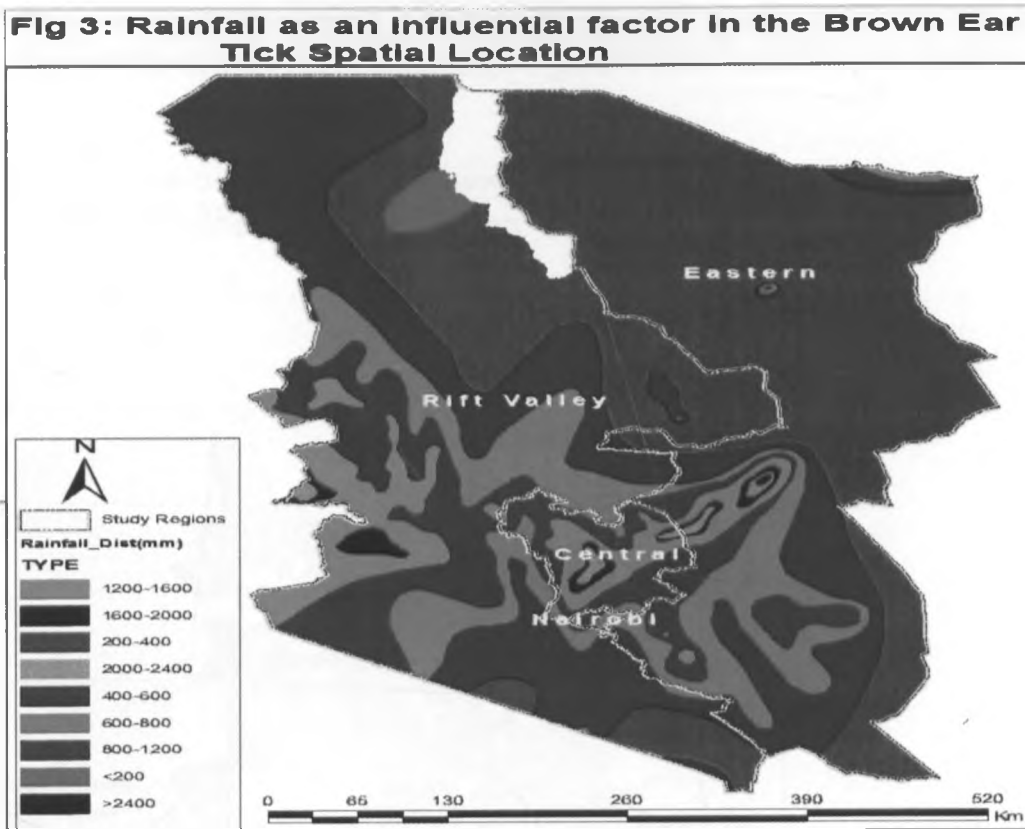 Fig 3: Rainfall as an influential factor in the Brown Ear
Tick Spatial Location
Eastern
Rift Valley
Central
Nairobi
N
Study Regions
Rainfall_Dist(mm)
TYPE
1200-1600
1600-2000
200-400
2000-2400
400-600
600-800
800-1200
<200
>2400
0 65 130 260 390 520
Km